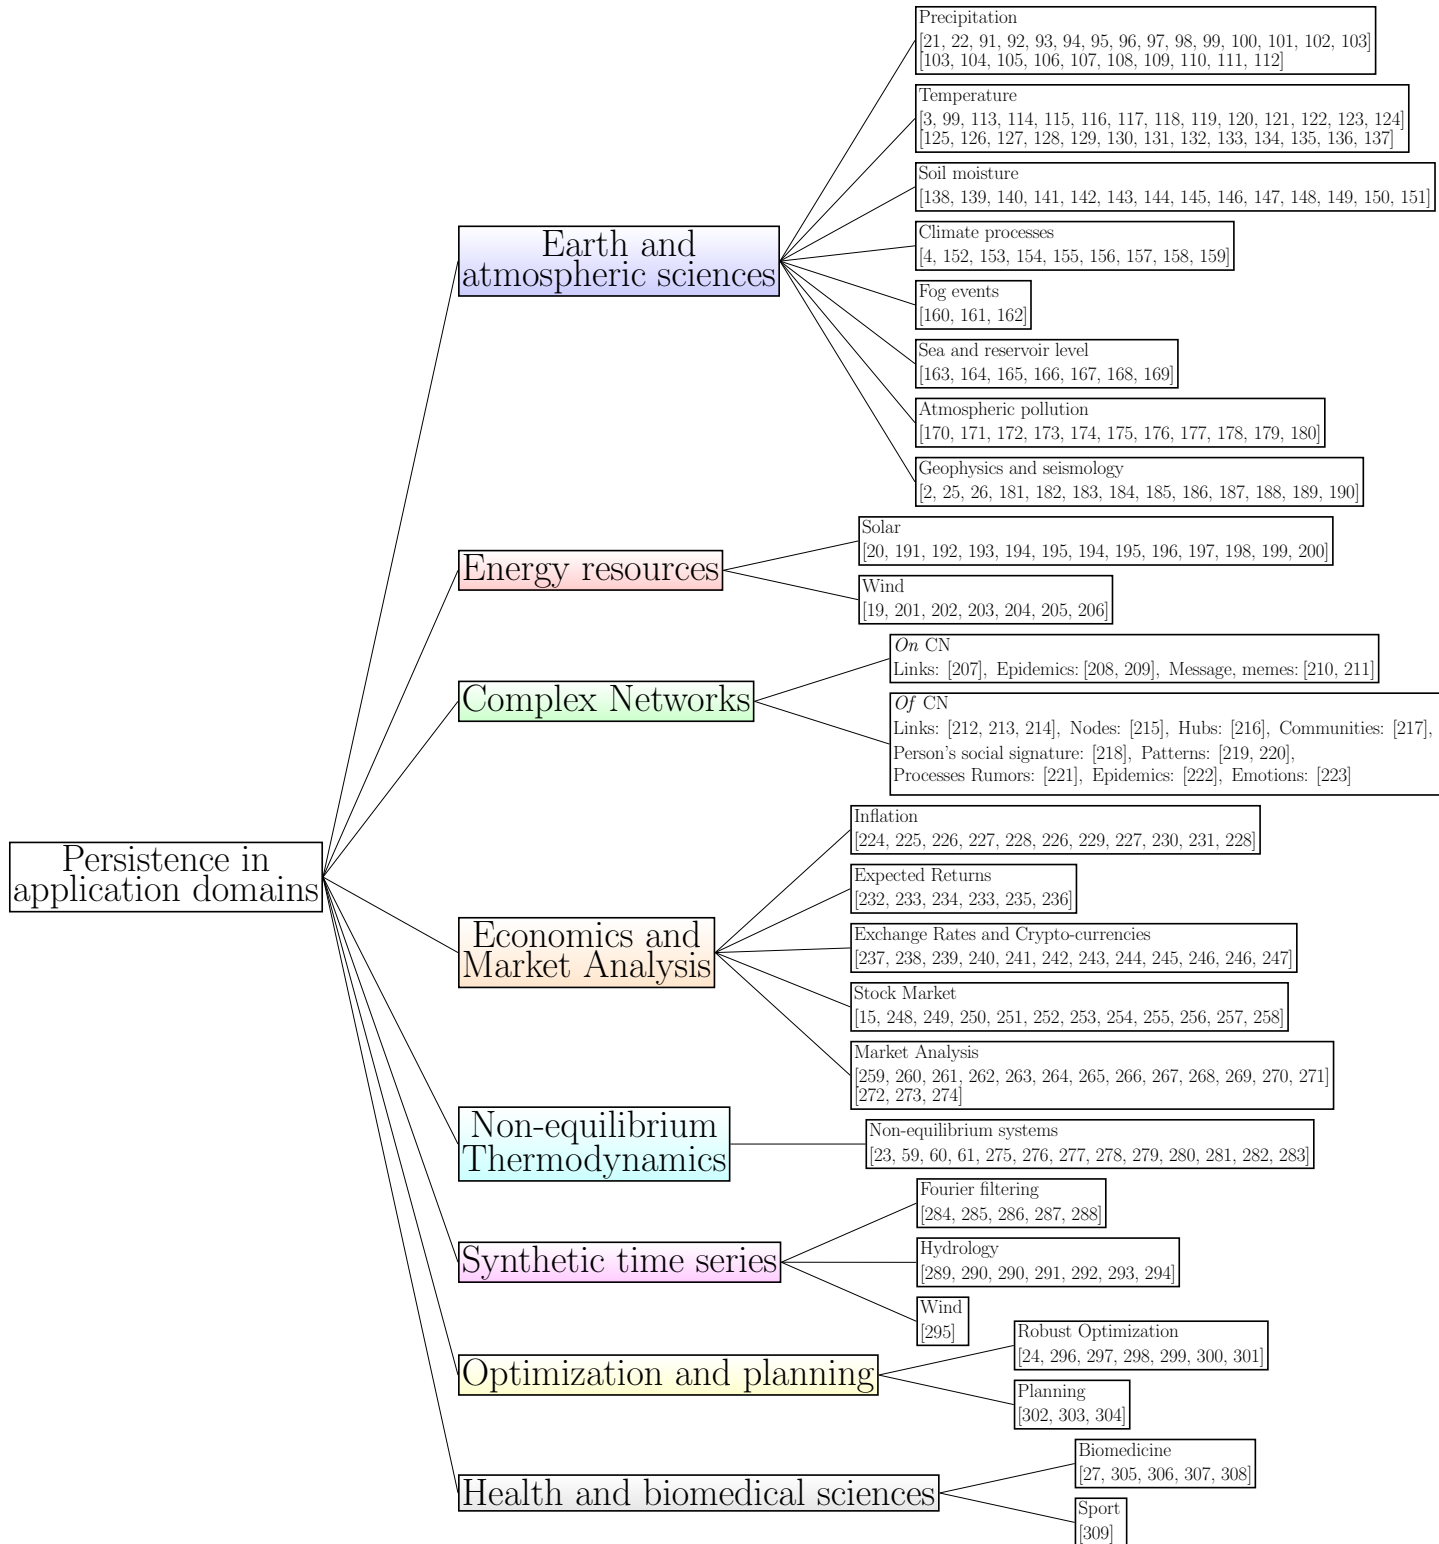 Precipitation
[21, 22, 91, 92, 93, 94, 95, 96, 97, 98, 99, 100, 101, 102, 103]
[103, 104, 105, 106, 107, 108, 109, 110, 111, 112]
Temperature
[3, 99, 113, 114, 115, 116, 117, 118, 119, 120, 121, 122, 123, 124]
[125, 126, 127, 128, 129, 130, 131, 132, 133, 134, 135, 136, 137]
Soil moisture
[138, 139, 140, 141, 142, 143, 144, 145, 146, 147, 148, 149, 150, 151]
Earth and
atmospheric sciences
Climate processes
[4, 152, 153, 154, 155, 156, 157, 158, 159]
Fog events
[160, 161, 162]
Sea and reservoir level
[163, 164, 165, 166, 167, 168, 169]
Atmospheric pollution
[170, 171, 172, 173, 174, 175, 176, 177, 178, 179, 180]
Geophysics and seismology
[2, 25, 26, 181, 182, 183, 184, 185, 186, 187, 188, 189, 190]
Energy resources
Solar
[20, 191, 192, 193, 194, 195, 194, 195, 196, 197, 198, 199, 200]
Wind
[19, 201, 202, 203, 204, 205, 206]
Complex Networks
On CN
Links: [207], Epidemics: [208, 209], Message, memes: [210, 211]
Of CN
Links: [212, 213, 214], Nodes: [215], Hubs: [216], Communities: [217],
Person's social signature: [218], Patterns: [219, 220],
Processes Rumors: [221], Epidemics: [222], Emotions: [223]
Persistence in
application domains
Economics and
Market Analysis
Inflation
[224, 225, 226, 227, 228, 226, 229, 227, 230, 231, 228]
Expected Returns
[232, 233, 234, 233, 235, 236]
Exchange Rates and Crypto-currencies
[237, 238, 239, 240, 241, 242, 243, 244, 245, 246, 246, 247]
Stock Market
[15, 248, 249, 250, 251, 252, 253, 254, 255, 256, 257, 258]
Market Analysis
[259, 260, 261, 262, 263, 264, 265, 266, 267, 268, 269, 270, 271]
[272, 273, 274]
Non-equilibrium
Thermodynamics
Non-equilibrium systems
[23, 59, 60, 61, 275, 276, 277, 278, 279, 280, 281, 282, 283]
Synthetic time series
Fourier filtering
[284, 285, 286, 287, 288]
Hydrology
[289, 290, 290, 291, 292, 293, 294]
Wind
[295]
Optimization and planning
Robust Optimization
[24, 296, 297, 298, 299, 300, 301]
Planning
[302, 303, 304]
Health and biomedical sciences
Biomedicine
[27, 305, 306, 307, 308]
Sport
[309]